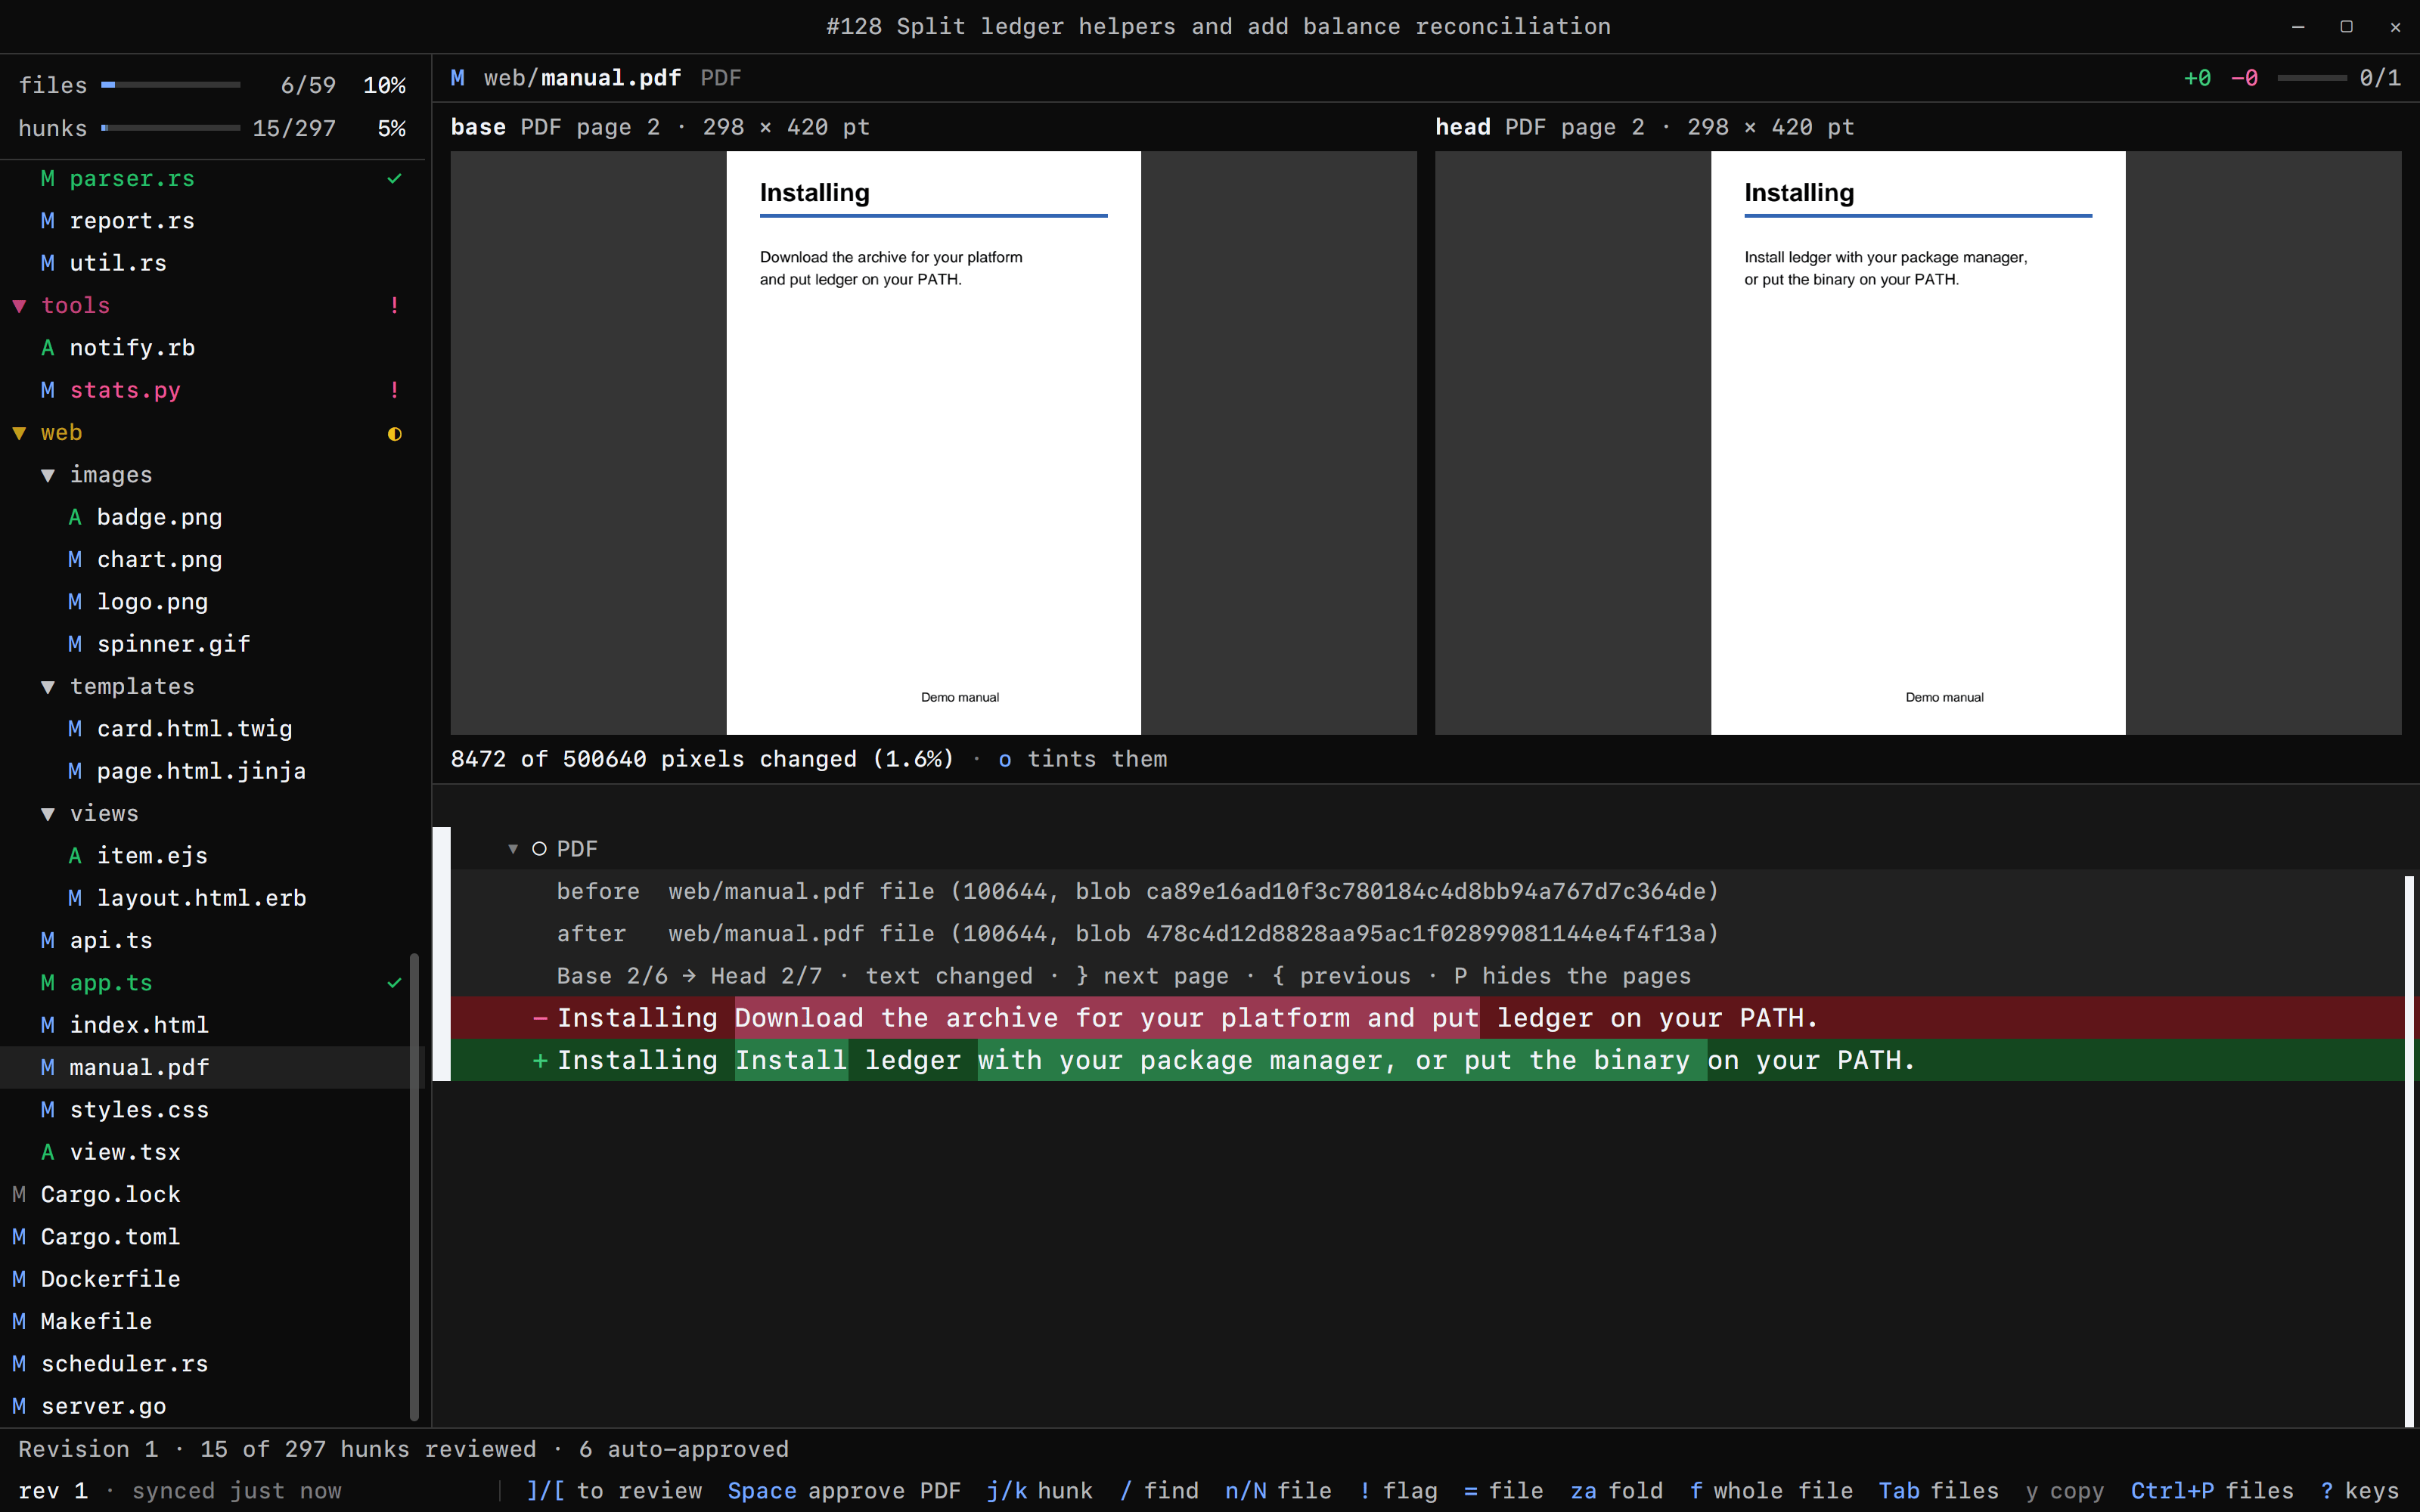 #128 Split ledger helpers and add balance reconciliation
files 6/59 10%
hunks 15/297 5%
M parser.rs ✓
M report.rs
M util.rs
▼ tools !
A notify.rb
M stats.py !
▼ web ◐
▼ images
A badge.png
M chart.png
M logo.png
M spinner.gif
▼ templates
M card.html.twig
M page.html.jinja
▼ views
A item.ejs
M layout.html.erb
M api.ts
M app.ts ✓
M index.html
M manual.pdf
M styles.css
A view.tsx
M Cargo.lock
M Cargo.toml
M Dockerfile
M Makefile
M scheduler.rs
M server.go
M web/manual.pdf PDF +0 −0 0/1
base PDF page 2 · 298 × 420 pt
Installing
Download the archive for your platform
and put ledger on your PATH.
Demo manual
head PDF page 2 · 298 × 420 pt
Installing
Install ledger with your package manager,
or put the binary on your PATH.
Demo manual
8472 of 500640 pixels changed (1.6%) · o tints them
▼ ○ PDF
before web/manual.pdf file (100644, blob ca89e16ad10f3c780184c4d8bb94a767d7c364de)
after web/manual.pdf file (100644, blob 478c4d12d8828aa95ac1f02899081144e4f4f13a)
Base 2/6 → Head 2/7 · text changed · } next page · { previous · P hides the pages
− Installing Download the archive for your platform and put ledger on your PATH.
+ Installing Install ledger with your package manager, or put the binary on your PATH.
Revision 1 · 15 of 297 hunks reviewed · 6 auto−approved
rev 1 · synced just now ]/[ to review Space approve PDF j/k hunk / find n/N file ! flag = file za fold f whole file Tab files y copy Ctrl+P files ? keys